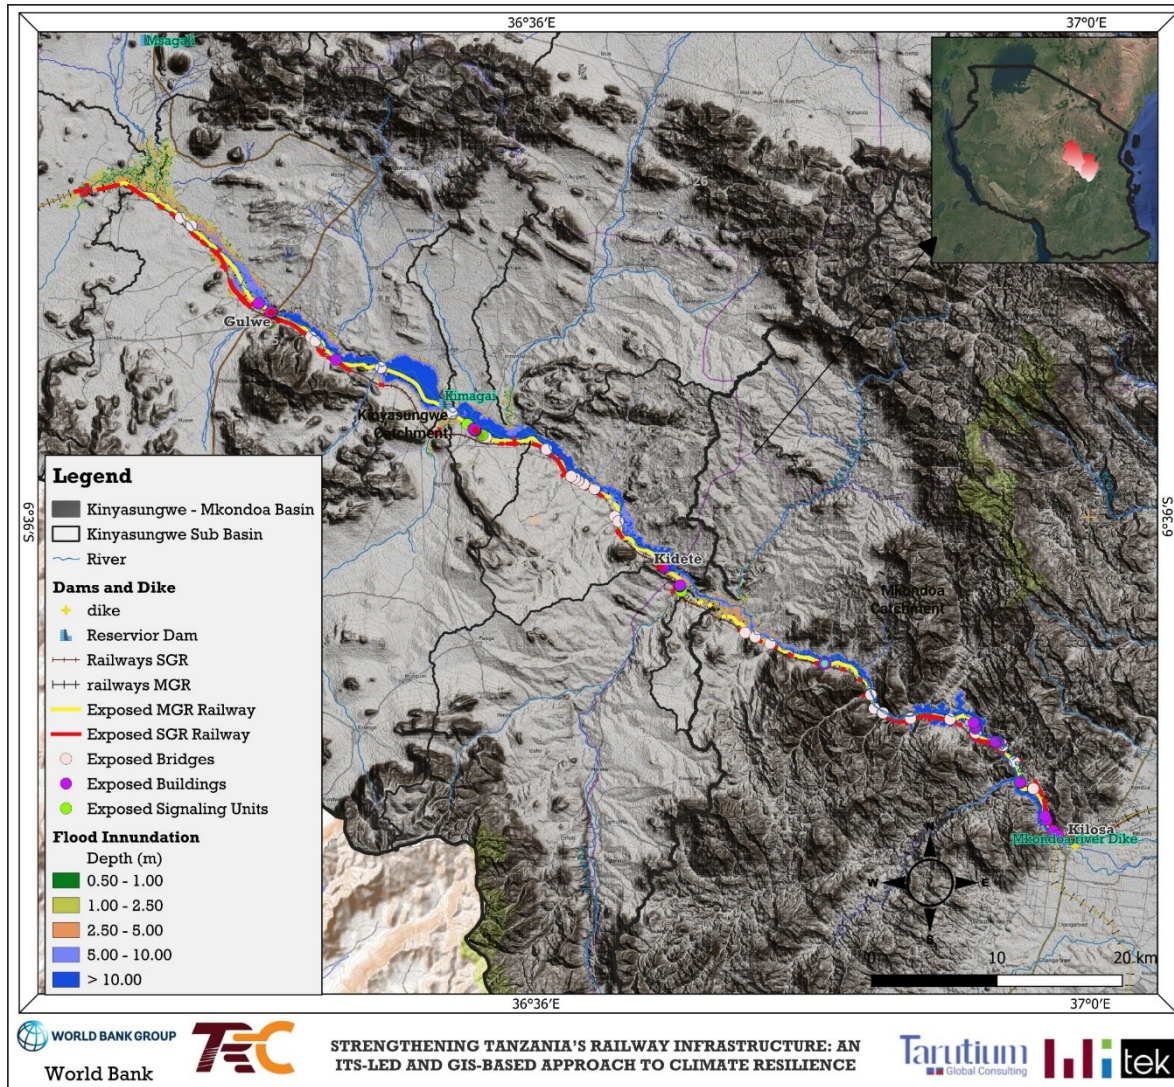 36°36'E
37°0'E
Msagali
Gulwe
Kimagai
Kinyasungwe
Catchment
6°36'S
6°36'S
Kidete
Mkondoa
Catchment
Kilosa
Mkondoa river Dike
Legend
Kinyasungwe - Mkondoa Basin
Kinyasungwe Sub Basin
River
Dams and Dike
dike
Reservior Dam
Railways SGR
railways MGR
Exposed MGR Railway
Exposed SGR Railway
Exposed Bridges
Exposed Buildings
Exposed Signaling Units
Flood Innundation
Depth (m)
0.50 - 1.00
1.00 - 2.50
2.50 - 5.00
5.00 - 10.00
> 10.00
N
W
E
S
0 10 20 km
36°36'E
37°0'E
WORLD BANK GROUP
World Bank
TEC
STRENGTHENING TANZANIA'S RAILWAY INFRASTRUCTURE: AN
ITS-LED AND GIS-BASED APPROACH TO CLIMATE RESILIENCE
Tarutium
Global Consulting
tek